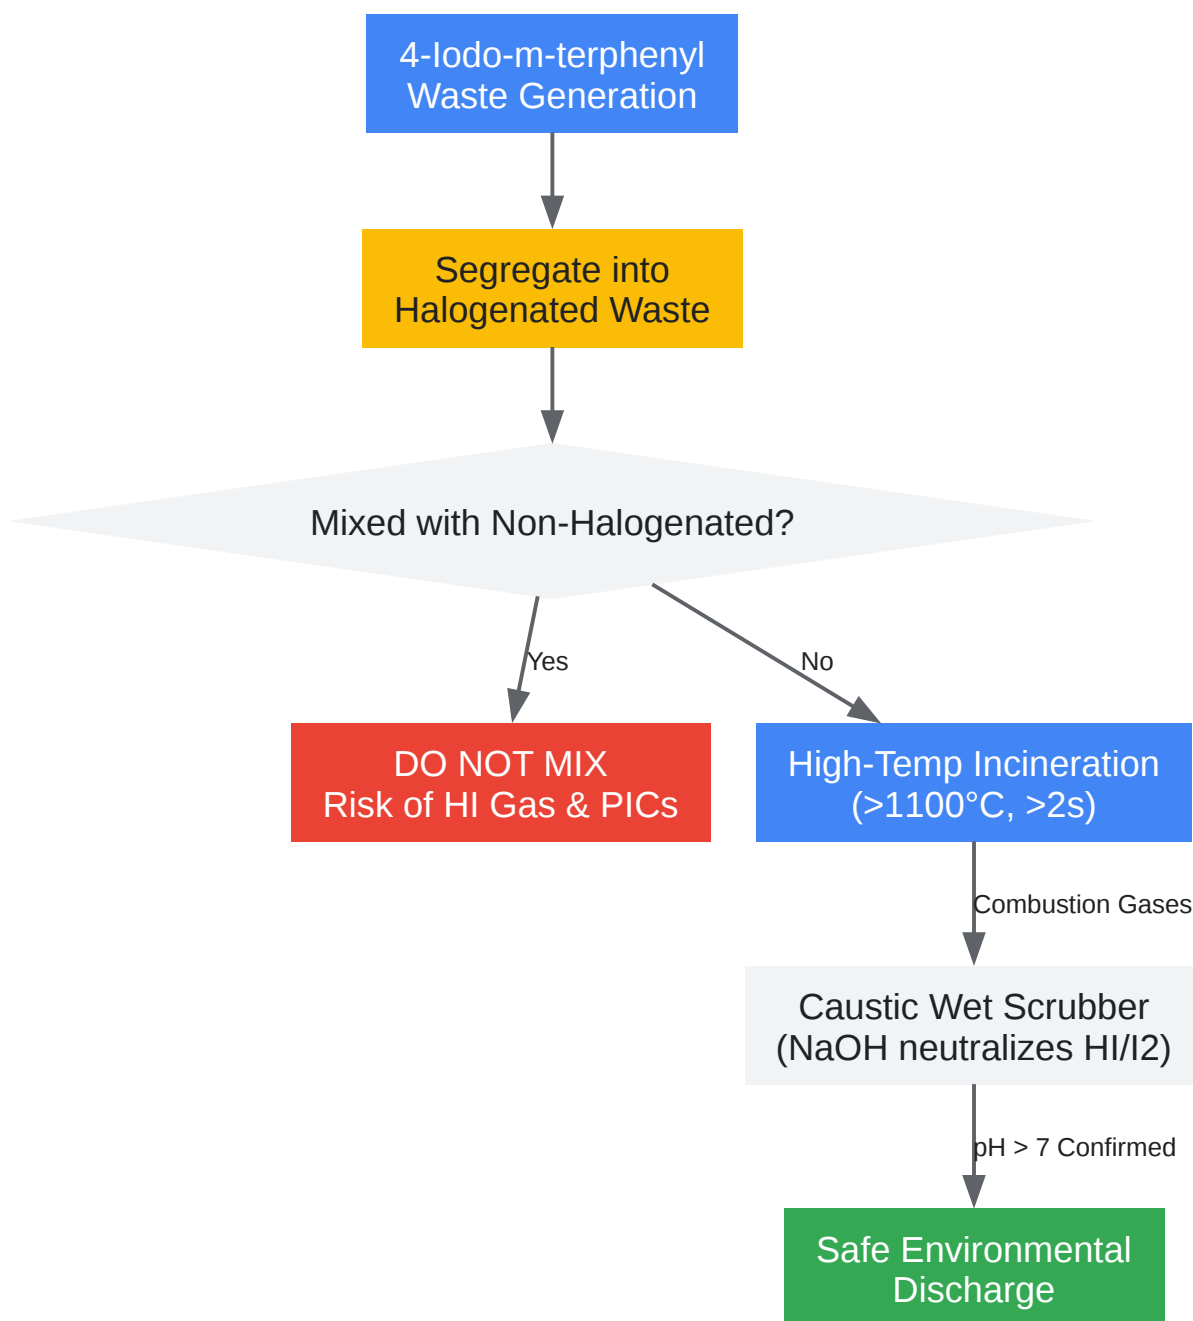 4-Iodo-m-terphenyl
Waste Generation
Segregate into
Halogenated Waste
Mixed with Non-Halogenated?
Yes
No
DO NOT MIX
Risk of HI Gas & PICs
High-Temp Incineration
(>1100°C, >2s)
Combustion Gases
Caustic Wet Scrubber
(NaOH neutralizes HI/I2)
pH > 7 Confirmed
Safe Environmental
Discharge